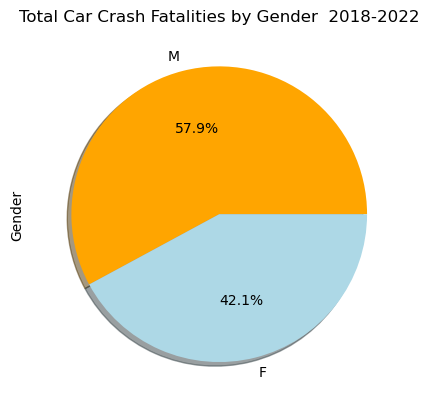 Total Car Crash Fatalities by Gender  2018-2022
M
57.9%
Gender
42.1%
F